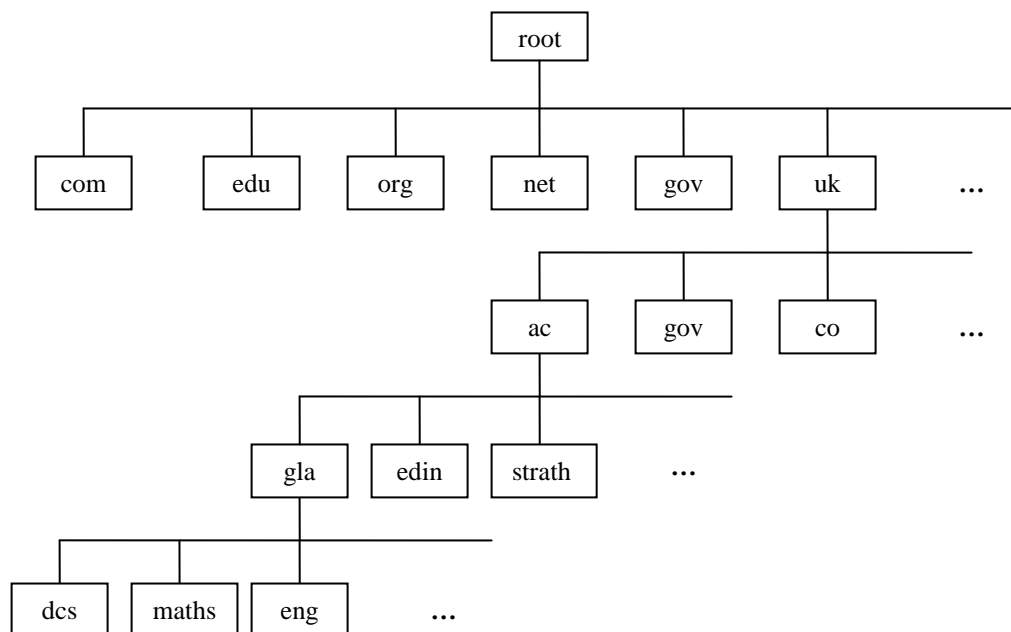 root
com edu org net gov uk ...
ac gov co ...
gla edin strath ...
dcs maths eng ...